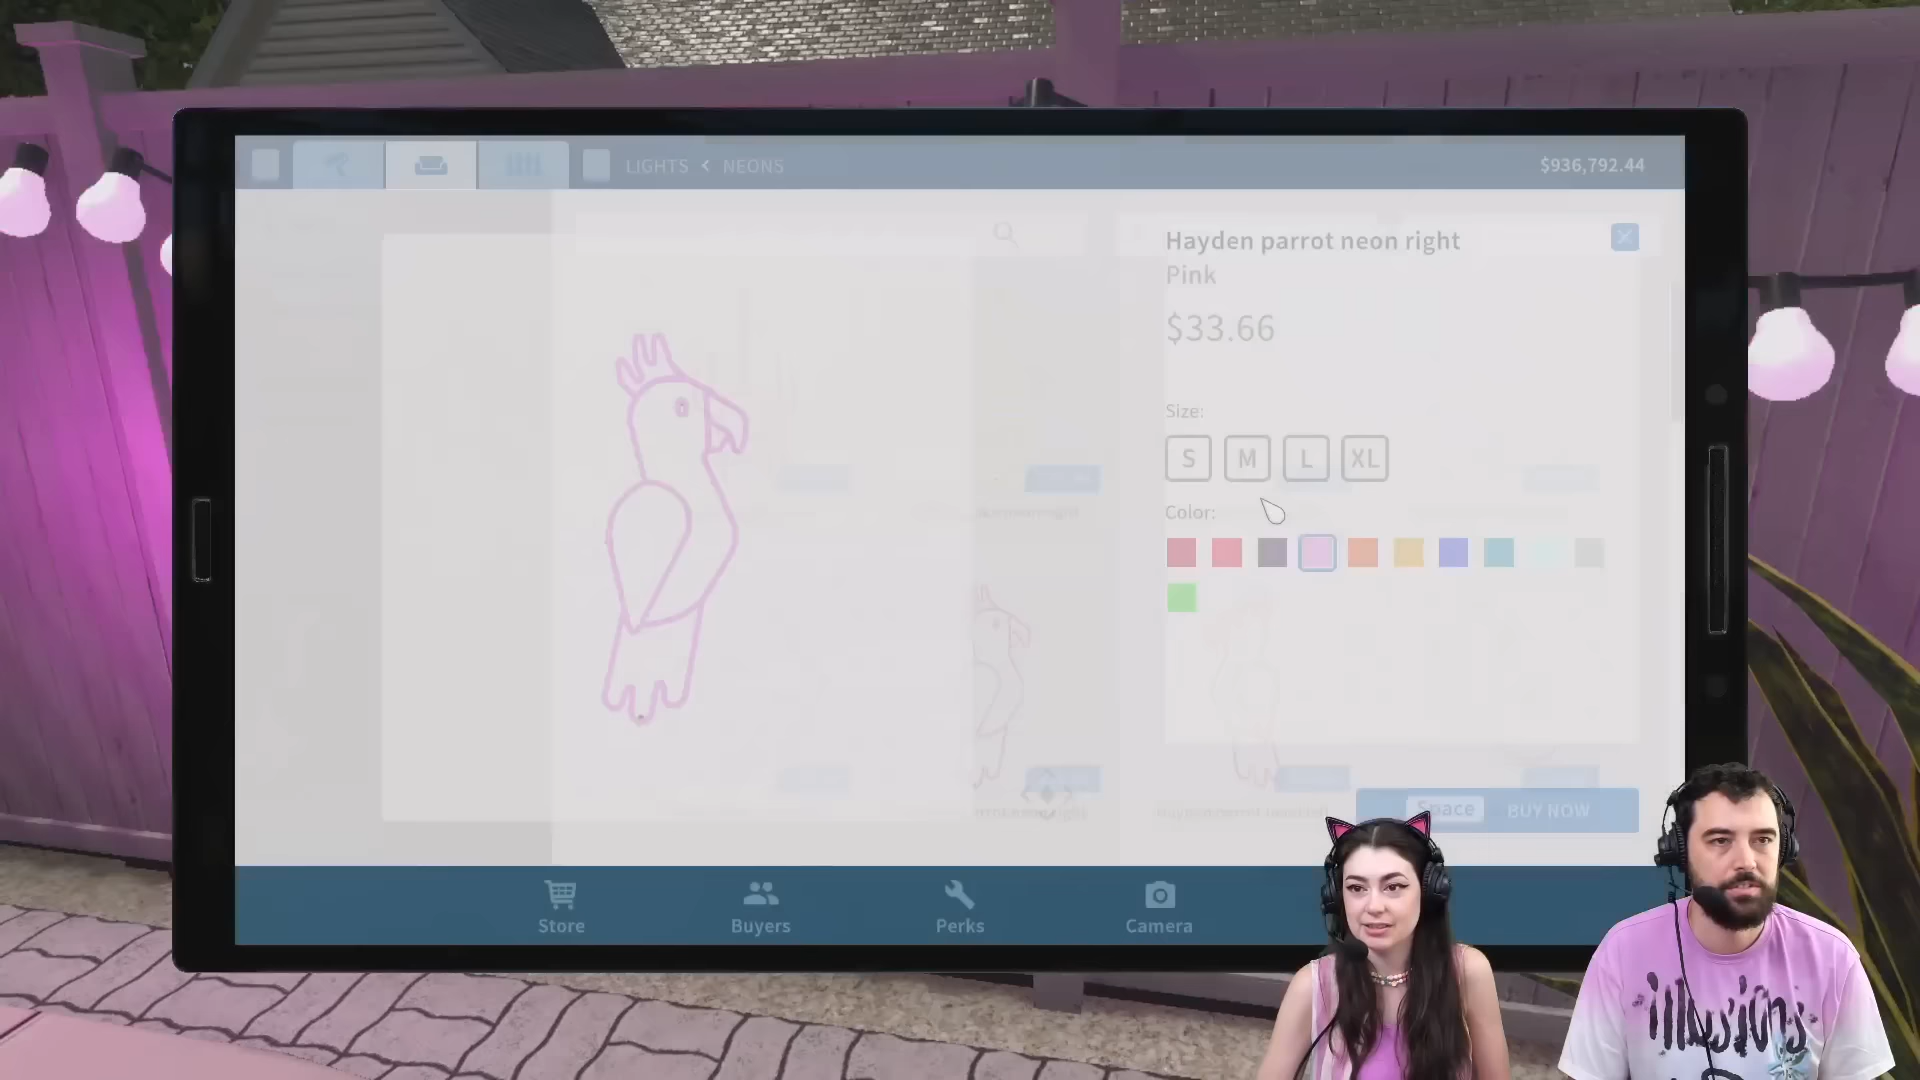 LIGHTS < NEONS
$936,792.44
Hayden parrot neon right
Pink
$33.66
Size:
S M L XL
Color:
Space BUY NOW
Store Buyers Perks Camera
illusions